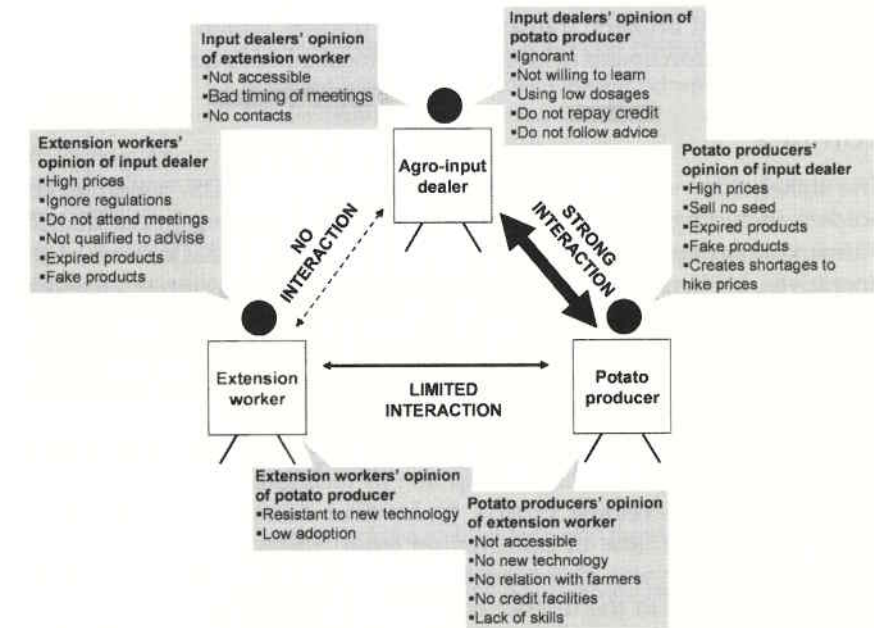 Input dealers' opinion
of extension worker
▪Not accessible
▪Bad timing of meetings
▪No contacts
Input dealers' opinion of
potato producer
▪Ignorant
▪Not willing to learn
▪Using low dosages
▪Do not repay credit
▪Do not follow advice
Extension workers'
opinion of input dealer
▪High prices
▪Ignore regulations
▪Do not attend meetings
▪Not qualified to advise
▪Expired products
▪Fake products
Agro-input
dealer
Potato producers'
opinion of input dealer
▪High prices
▪Sell no seed
▪Expired products
▪Fake products
▪Creates shortages to
hike prices
NO
INTERACTION
STRONG
INTERACTION
Extension
worker
LIMITED
INTERACTION
Potato
producer
Extension workers' opinion
of potato producer
▪Resistant to new technology
▪Low adoption
Potato producers' opinion
of extension worker
▪Not accessible
▪No new technology
▪No relation with farmers
▪No credit facilities
▪Lack of skills